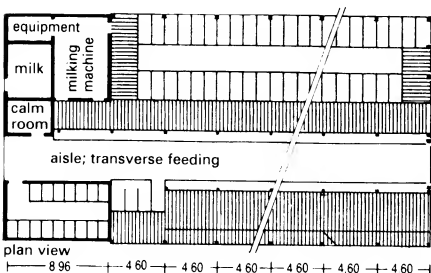 equipment
milking
machine
milk
calm
room
aisle; transverse feeding
plan view
8 96 4 60 4 60 4 60 4 60 4.60 4 60